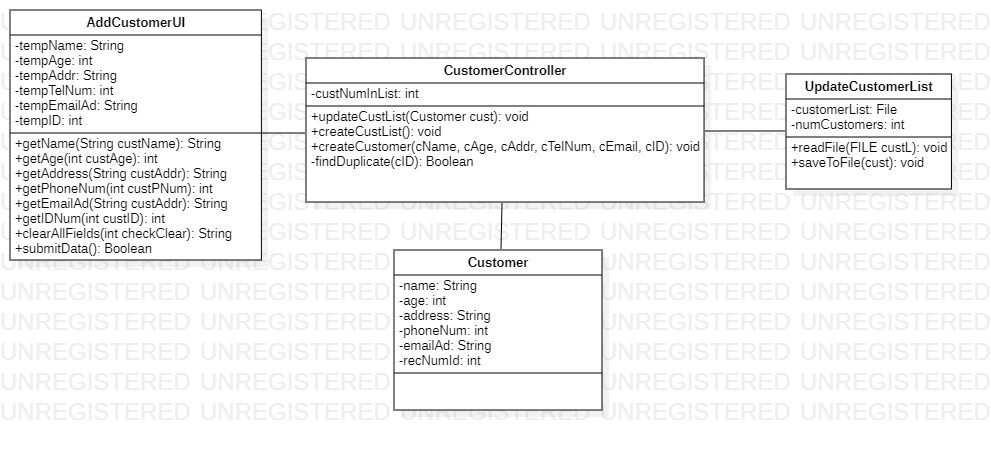 AddCustomerUI
-tempName: String
-tempAge: int
-tempAddr: String
-tempTelNum: int
-tempEmailAd: String
-tempID: int
+getName(String custName): String
+getAge(int custAge): int
+getAddress(String custAddr): String
+getPhoneNum(int custPNum): int
+getEmailAd(String custAddr): String
+getIDNum(int custID): int
+clearAllFields(int checkClear): String
+submitData(): Boolean
CustomerController
-custNumInList: int
+updateCustList(Customer cust): void
+createCustList(): void
+createCustomer(cName, cAge, cAddr, cTelNum, cEmail, cID): void
-findDuplicate(cID): Boolean
UpdateCustomerList
-customerList: File
-numCustomers: int
+readFile(FILE custL): void
+saveToFile(cust): void
Customer
-name: String
-age: int
-address: String
-phoneNum: int
-emailAd: String
-recNumId: int
UNREGISTERED UNREGISTERED UNREGISTERED UNREGISTERED UNREGISTERED